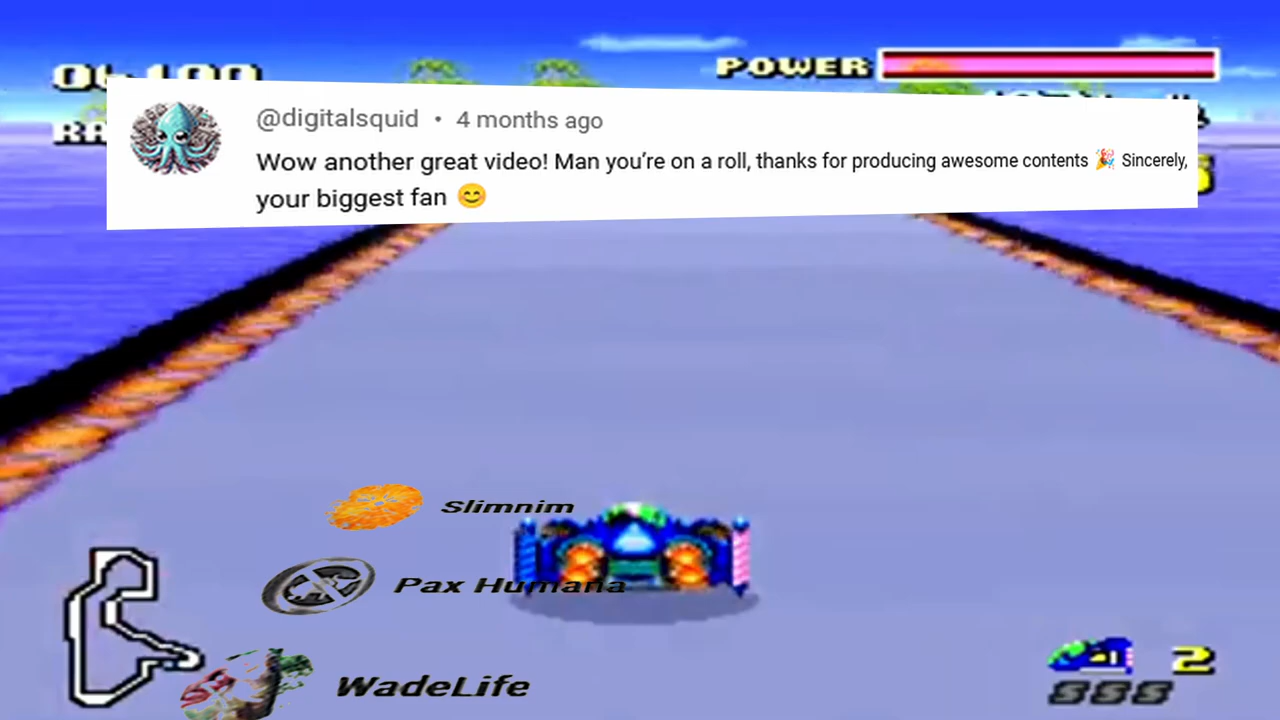 POWER
@digitalsquid • 4 months ago
Wow another great video! Man you're on a roll, thanks for producing awesome contents 🎉 Sincerely,
your biggest fan 😊
Slimnim
Pax Humana
WadeLife
2
SSS